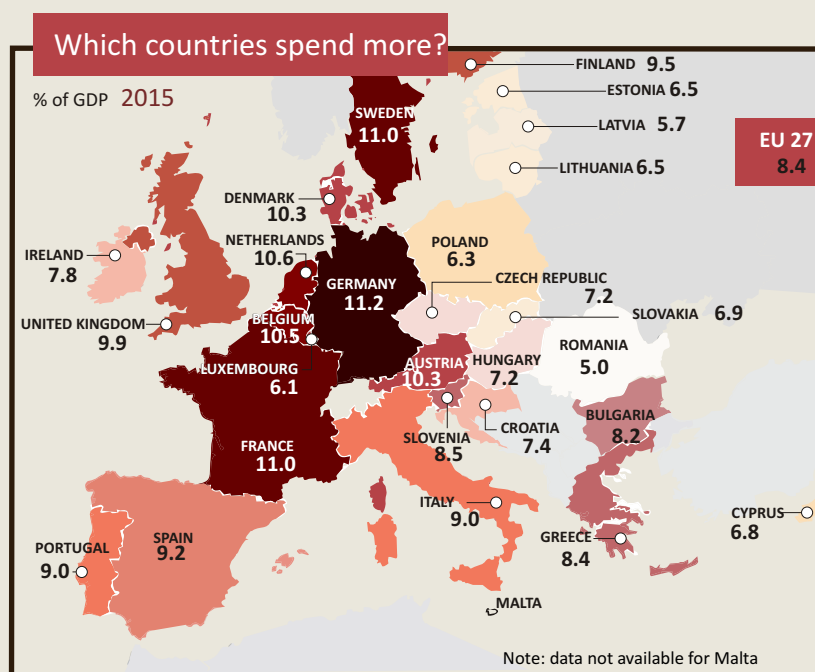 Which countries spend more?
% of GDP 2015
FINLAND 9.5
ESTONIA 6.5
SWEDEN
11.0
LATVIA 5.7
EU 27
8.4
LITHUANIA 6.5
DENMARK
10.3
NETHERLANDS
10.6
POLAND
6.3
IRELAND
7.8
GERMANY
11.2
CZECH REPUBLIC
7.2
SLOVAKIA 6.9
UNITED KINGDOM
9.9
BELGIUM
10.5
ROMANIA
5.0
LUXEMBOURG
6.1
AUSTRIA
10.3
HUNGARY
7.2
BULGARIA
8.2
CROATIA
7.4
SLOVENIA
8.5
FRANCE
11.0
ITALY
9.0
CYPRUS
6.8
SPAIN
9.2
GREECE
8.4
PORTUGAL
9.0
MALTA
Note: data not available for Malta